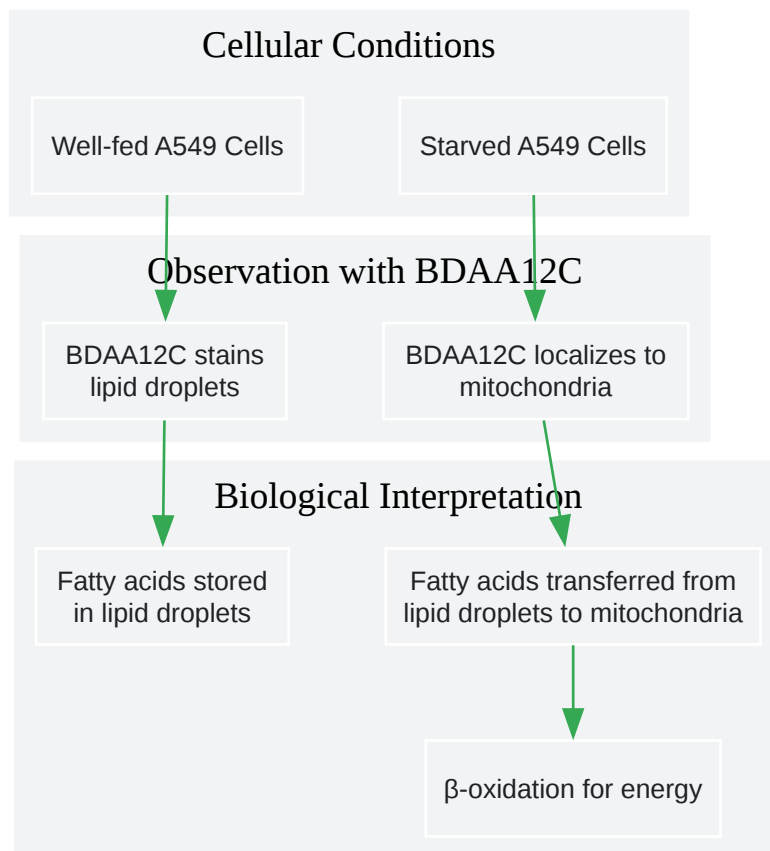 Cellular Conditions
Well-fed A549 Cells
Starved A549 Cells
Observation with BDAA12C
BDAA12C stains
lipid droplets
BDAA12C localizes to
mitochondria
Biological Interpretation
Fatty acids stored
in lipid droplets
Fatty acids transferred from
lipid droplets to mitochondria
β-oxidation for energy